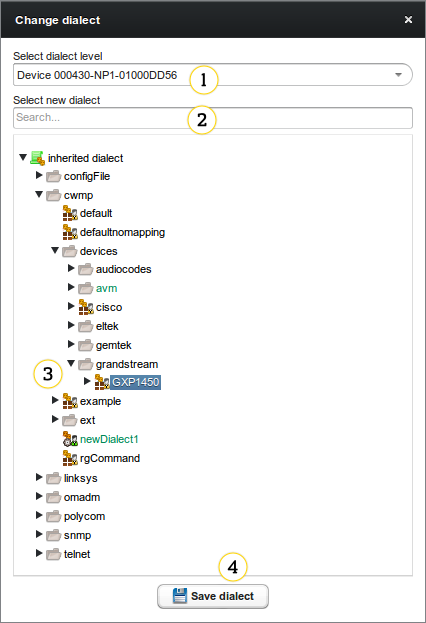 Change dialect ×
Select dialect level
Device 000430-NP1-01000DD56
1
Select new dialect
Search...
2
inherited dialect
configFile
cwmp
default
defaultnomapping
devices
audiocodes
avm
cisco
eltek
gemtek
grandstream
3
GXP1450
example
ext
newDialect1
rgCommand
linksys
omadm
polycom
snmp
telnet
4
Save dialect